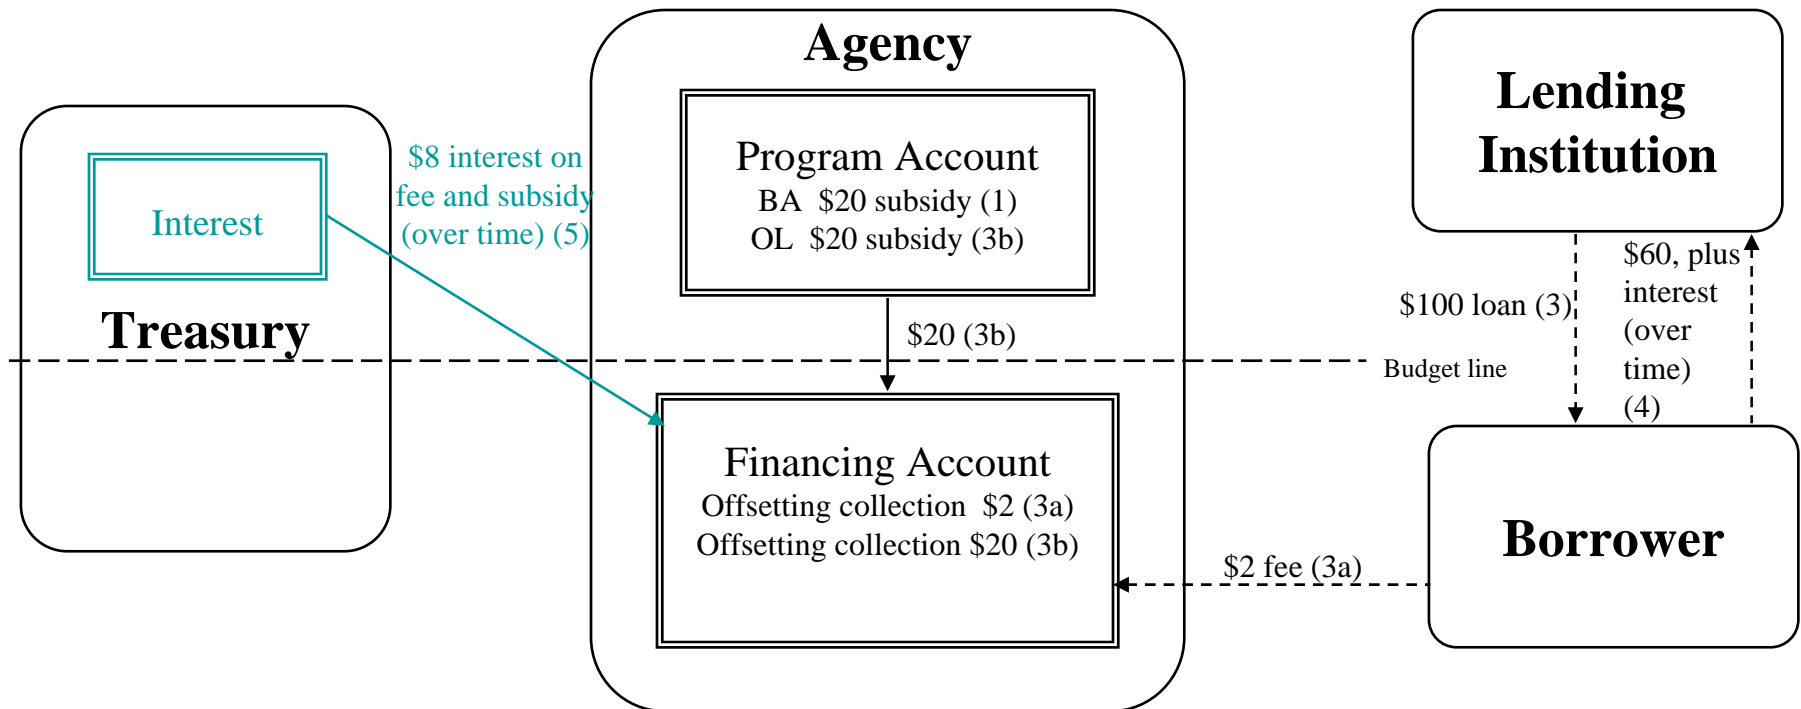 Agency
Program Account
BA $20 subsidy (1)
OL $20 subsidy (3b)
$20 (3b)
Financing Account
Offsetting collection $2 (3a)
Offsetting collection $20 (3b)
Interest
Treasury
$8 interest on
fee and subsidy
(over time) (5)
Lending
Institution
$100 loan (3)
$60, plus
interest
(over
time)
(4)
Budget line
Borrower
$2 fee (3a)